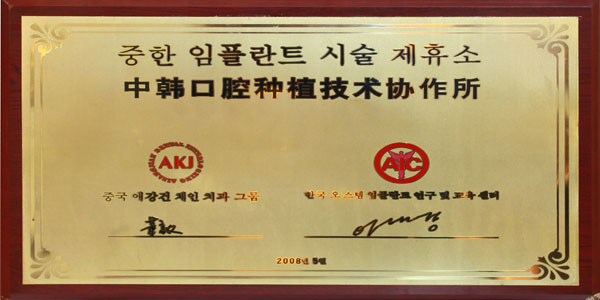 중한 임플란트 시술 제휴소
中韩口腔种植技术协作所
AKJ
AIC
중국 애강건 체인 치과 그룹
한국 오스템 임플란트 연구 및 교육 센터
2008년 5월